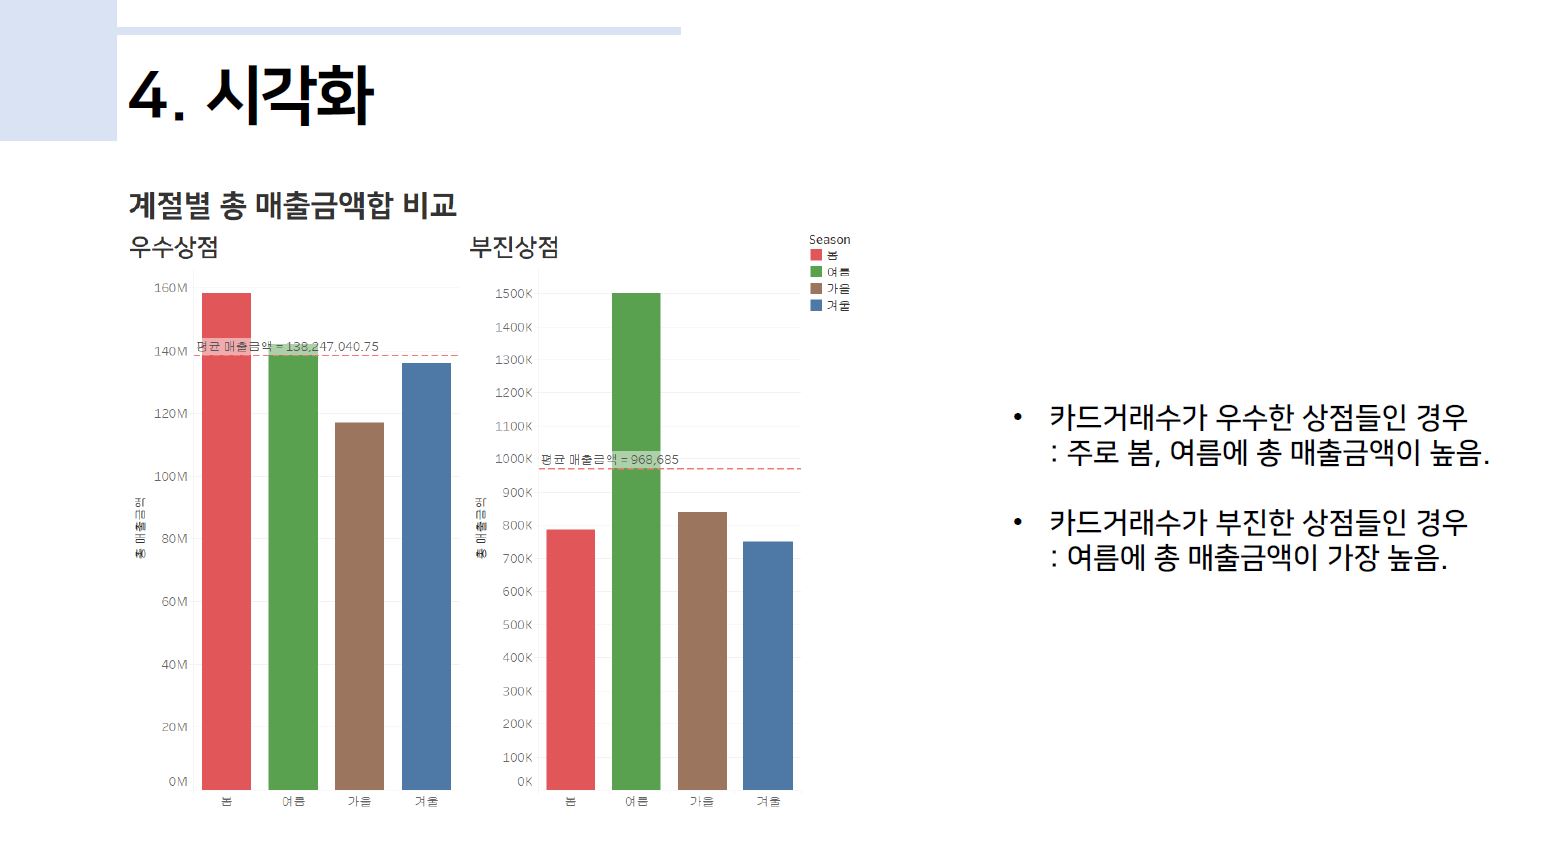 4. 시각화
계절별 총 매출금액합 비교
우수상점
160M
140M
120M
100M
80M
60M
40M
20M
0M
총 매출금액
평균 매출금액 = 138,247,040.75
봄
여름
가을
겨울
부진상점
1500K
1400K
1300K
1200K
1100K
1000K
900K
800K
700K
600K
500K
400K
300K
200K
100K
0K
총 매출금액
평균 매출금액 = 968,685
봄
여름
가을
겨울
Season
봄
여름
가을
겨울
• 카드거래수가 우수한 상점들인 경우
: 주로 봄, 여름에 총 매출금액이 높음.
• 카드거래수가 부진한 상점들인 경우
: 여름에 총 매출금액이 가장 높음.